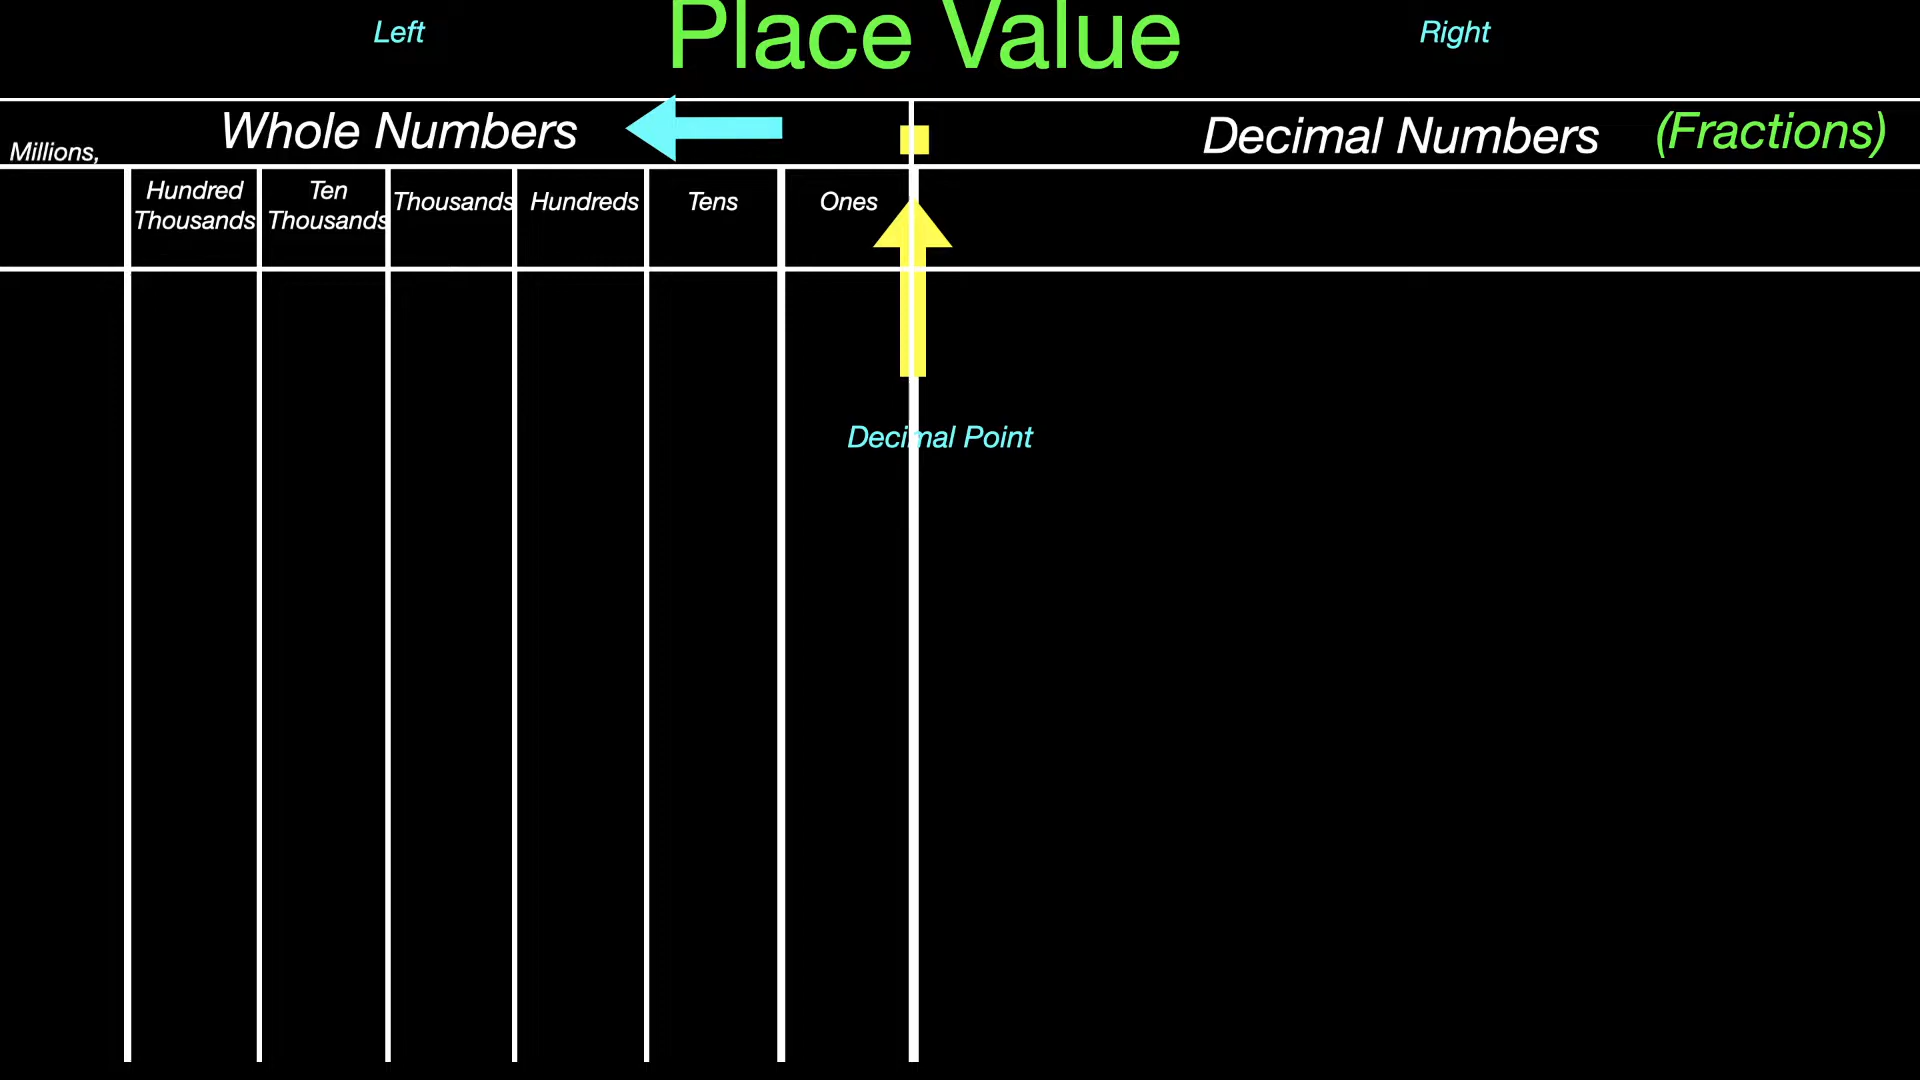 Left
Place Value
Right
Whole Numbers
Decimal Numbers
(Fractions)
Millions,
Hundred
Thousands
Ten
Thousands
Thousands
Hundreds
Tens
Ones
Decimal Point